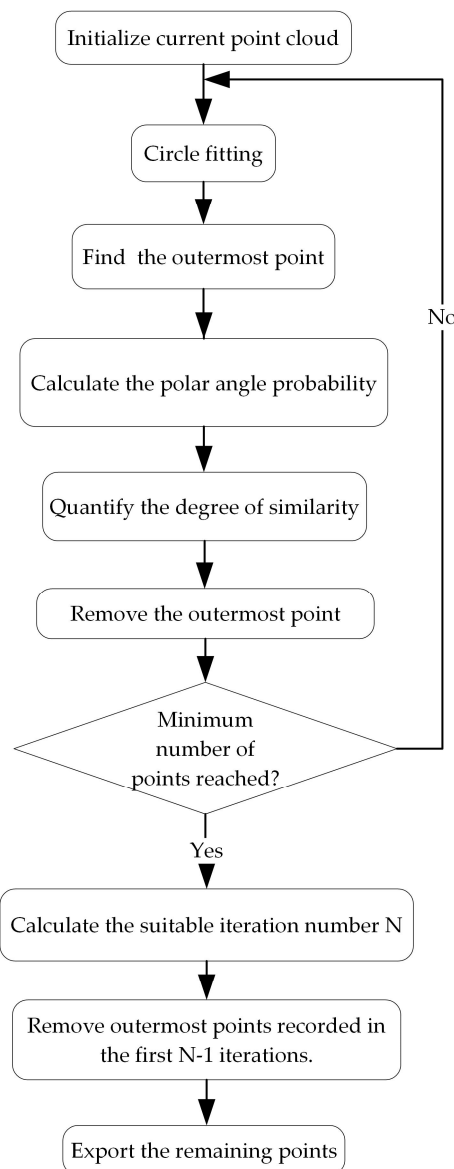 Initialize current point cloud
Circle fitting
Find the outermost point
No
Calculate the polar angle probability
Quantify the degree of similarity
Remove the outermost point
Minimum
number of
points reached?
Yes
Calculate the suitable iteration number N
Remove outermost points recorded in
the first N-1 iterations.
Export the remaining points